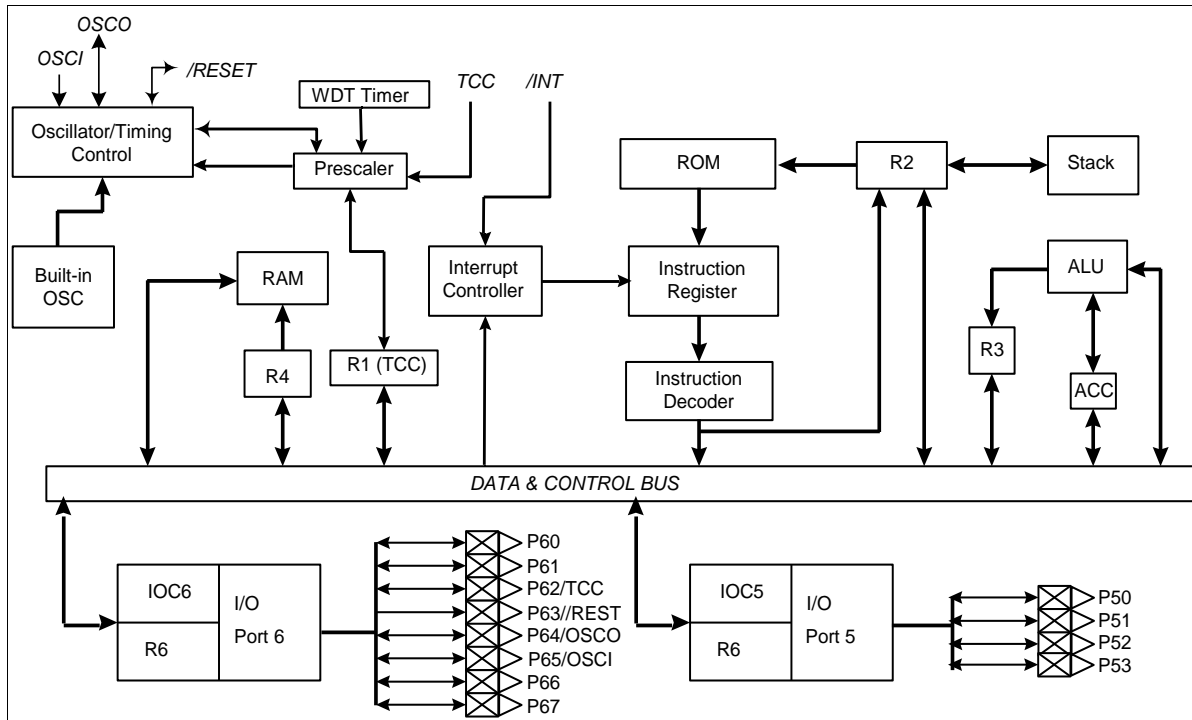 OSCO
OSCI
/RESET
WDT Timer
TCC
/INT
Oscillator/Timing
Control
Prescaler
ROM
R2
Stack
Built-in
OSC
RAM
Interrupt
Controller
Instruction
Register
ALU
R4
R1 (TCC)
Instruction
Decoder
R3
ACC
DATA & CONTROL BUS
IOC6
R6
I/O
Port 6
P60
P61
P62/TCC
P63//REST
P64/OSCO
P65/OSCI
P66
P67
IOC5
R6
I/O
Port 5
P50
P51
P52
P53